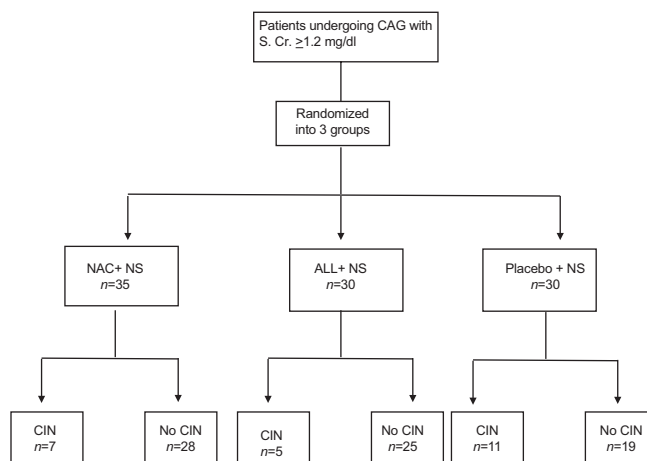 Patients undergoing CAG with
S. Cr. ≥1.2 mg/dl
Randomized
into 3 groups
NAC+ NS
n=35
ALL+ NS
n=30
Placebo + NS
n=30
CIN
n=7
No CIN
n=28
CIN
n=5
No CIN
n=25
CIN
n=11
No CIN
n=19